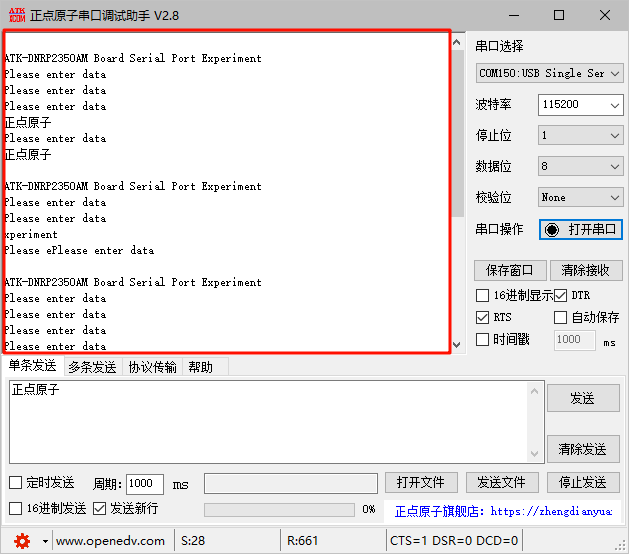 ATK
XCOM
正点原子串口调试助手 V2.8
ATK-DNRP2350AM Board Serial Port Experiment
Please enter data
Please enter data
Please enter data
正点原子
Please enter data
正点原子
ATK-DNRP2350AM Board Serial Port Experiment
Please enter data
Please enter data
xperiment
Please ePlease enter data
ATK-DNRP2350AM Board Serial Port Experiment
Please enter data
Please enter data
Please enter data
Please enter data
串口选择
COM150:USB Single Ser
波特率 115200
停止位 1
数据位 8
校验位 None
串口操作 打开串口
保存窗口 清除接收
16进制显示 DTR
RTS 自动保存
时间戳 1000 ms
单条发送 多条发送 协议传输 帮助
正点原子
发送
清除发送
定时发送 周期: 1000 ms 打开文件 发送文件 停止发送
16进制发送 发送新行 0% 正点原子旗舰店: https://zhengdianyua
www.openedv.com S:28 R:661 CTS=1 DSR=0 DCD=0